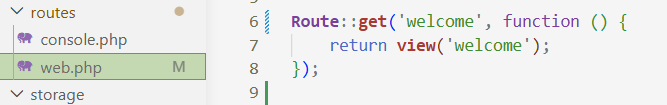 routes
console.php
web.php M
storage
6 Route::get('welcome', function () {
7     return view('welcome');
8 });
9